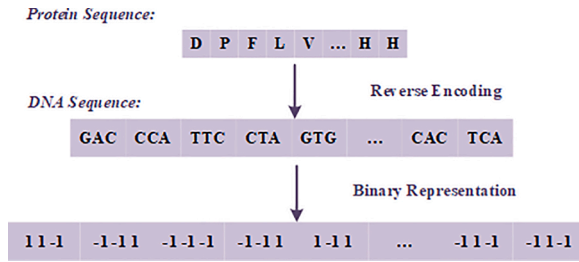 Protein Sequence:
D P F L V ... H H
Reverse Encoding
DNA Sequence:
GAC CCA TTC CTA GTG ... CAC TCA
Binary Representation
1 1 -1 -1 -1 1 -1 -1 -1 -1 -1 1 1 -1 1 ... -1 1 -1 -1 1 -1